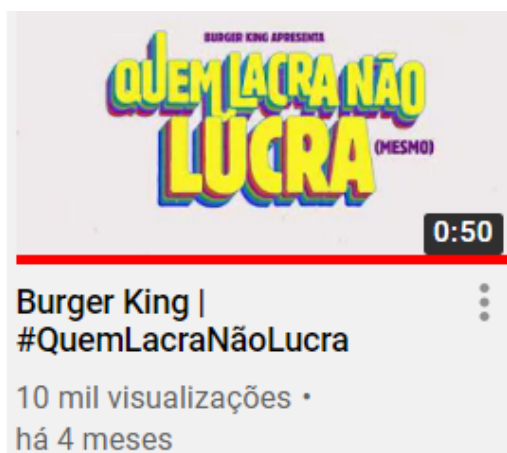 BURGER KING APRESENTA
QUEM LACRA NÃO
LUCRA
(MESMO)
0:50
Burger King |
#QuemLacraNãoLucra
10 mil visualizações •
há 4 meses